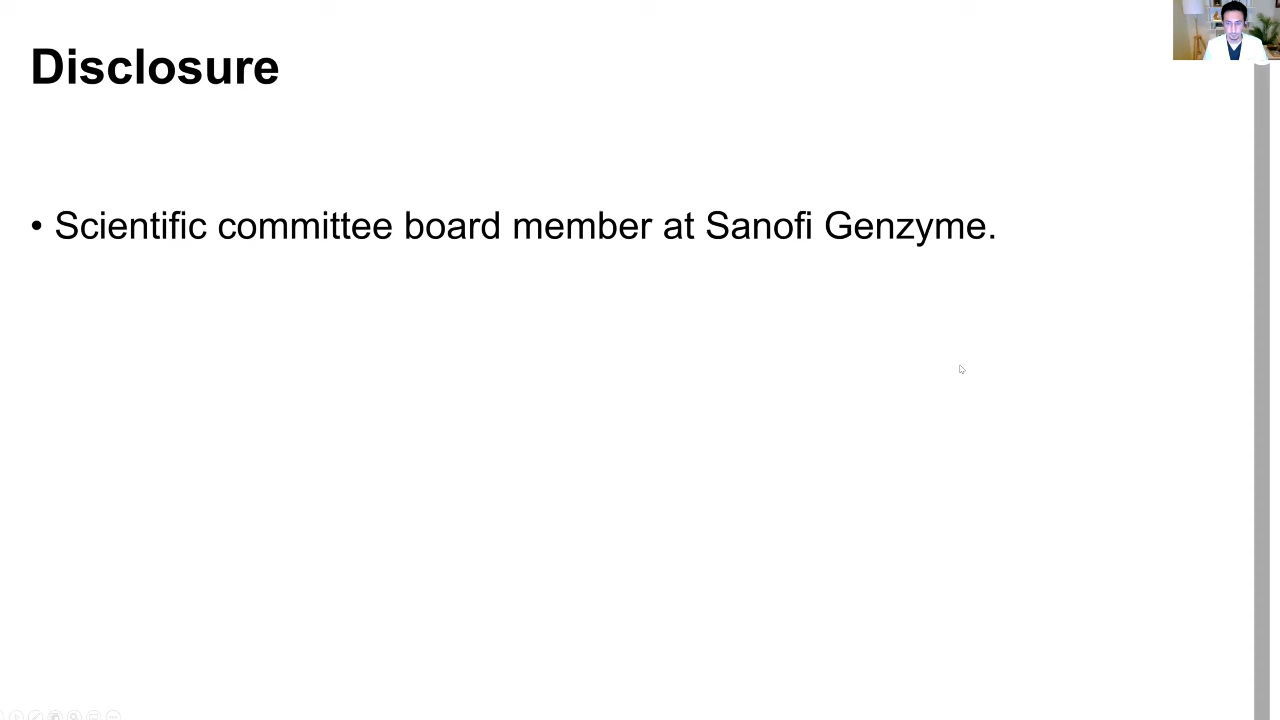 Disclosure
• Scientific committee board member at Sanofi Genzyme.